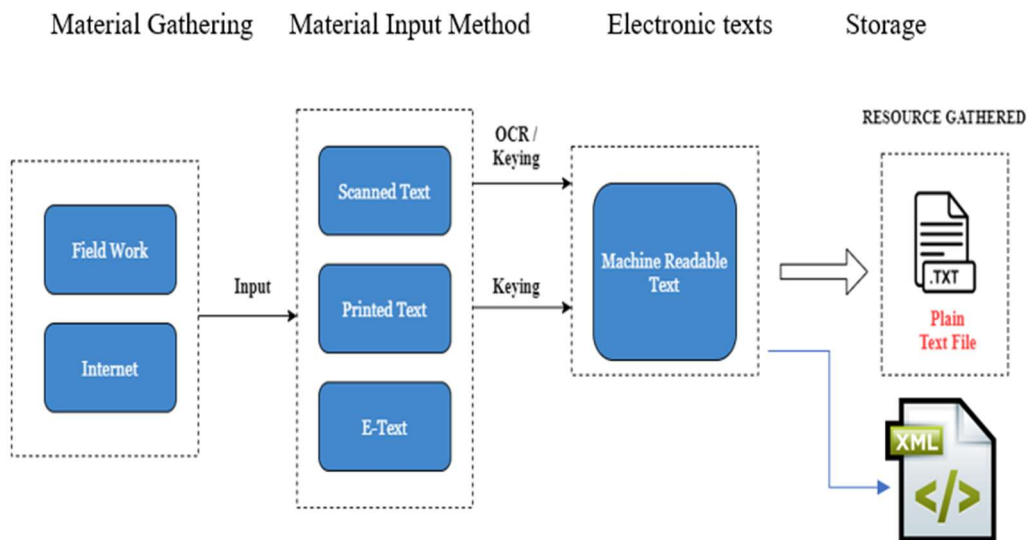 Material Gathering
Material Input Method
Electronic texts
Storage
Field Work
Internet
Input
Scanned Text
Printed Text
E-Text
OCR /
Keying
Keying
Machine Readable
Text
RESOURCE GATHERED
.TXT
Plain
Text File
XML
</>